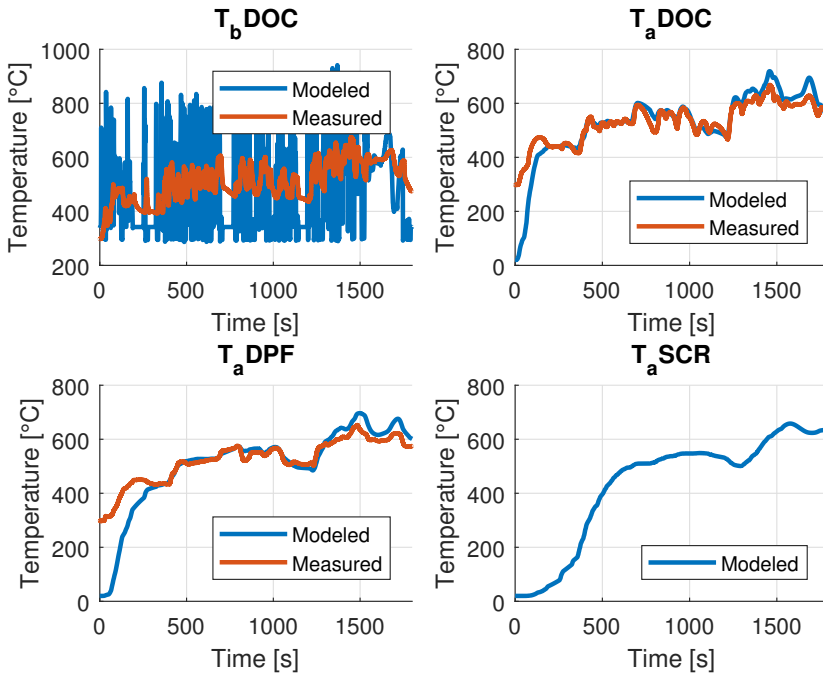 T_bDOC
1000
800
600
400
200
Temperature [°C]
Modeled
Measured
0 500 1000 1500
Time [s]
T_aDOC
800
600
400
200
0
Temperature [°C]
Modeled
Measured
0 500 1000 1500
Time [s]
T_aDPF
800
600
400
200
0
Temperature [°C]
Modeled
Measured
0 500 1000 1500
Time [s]
T_aSCR
800
600
400
200
0
Temperature [°C]
Modeled
0 500 1000 1500
Time [s]